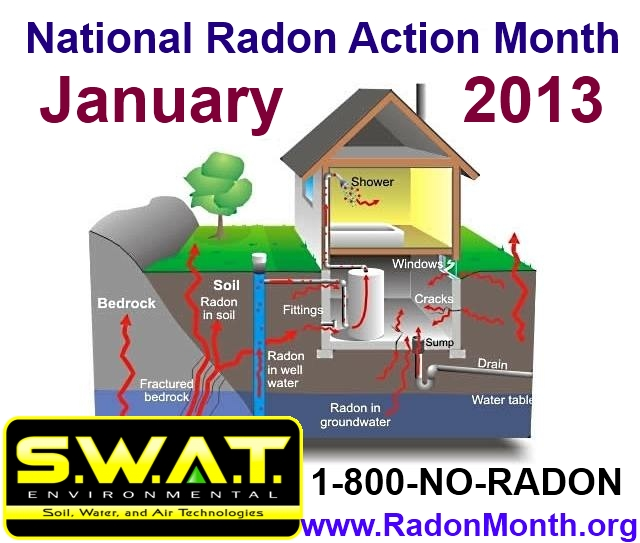 National Radon Action Month
January 2013
Shower
Windows
Bedrock
Soil
Radon
in soil
Fittings
Cracks
Sump
Radon
in well
water
Drain
Fractured
bedrock
Radon in
groundwater
Water table
S.W.A.T.
ENVIRONMENTAL
Soil, Water, and Air Technologies
1-800-NO-RADON
www.RadonMonth.org